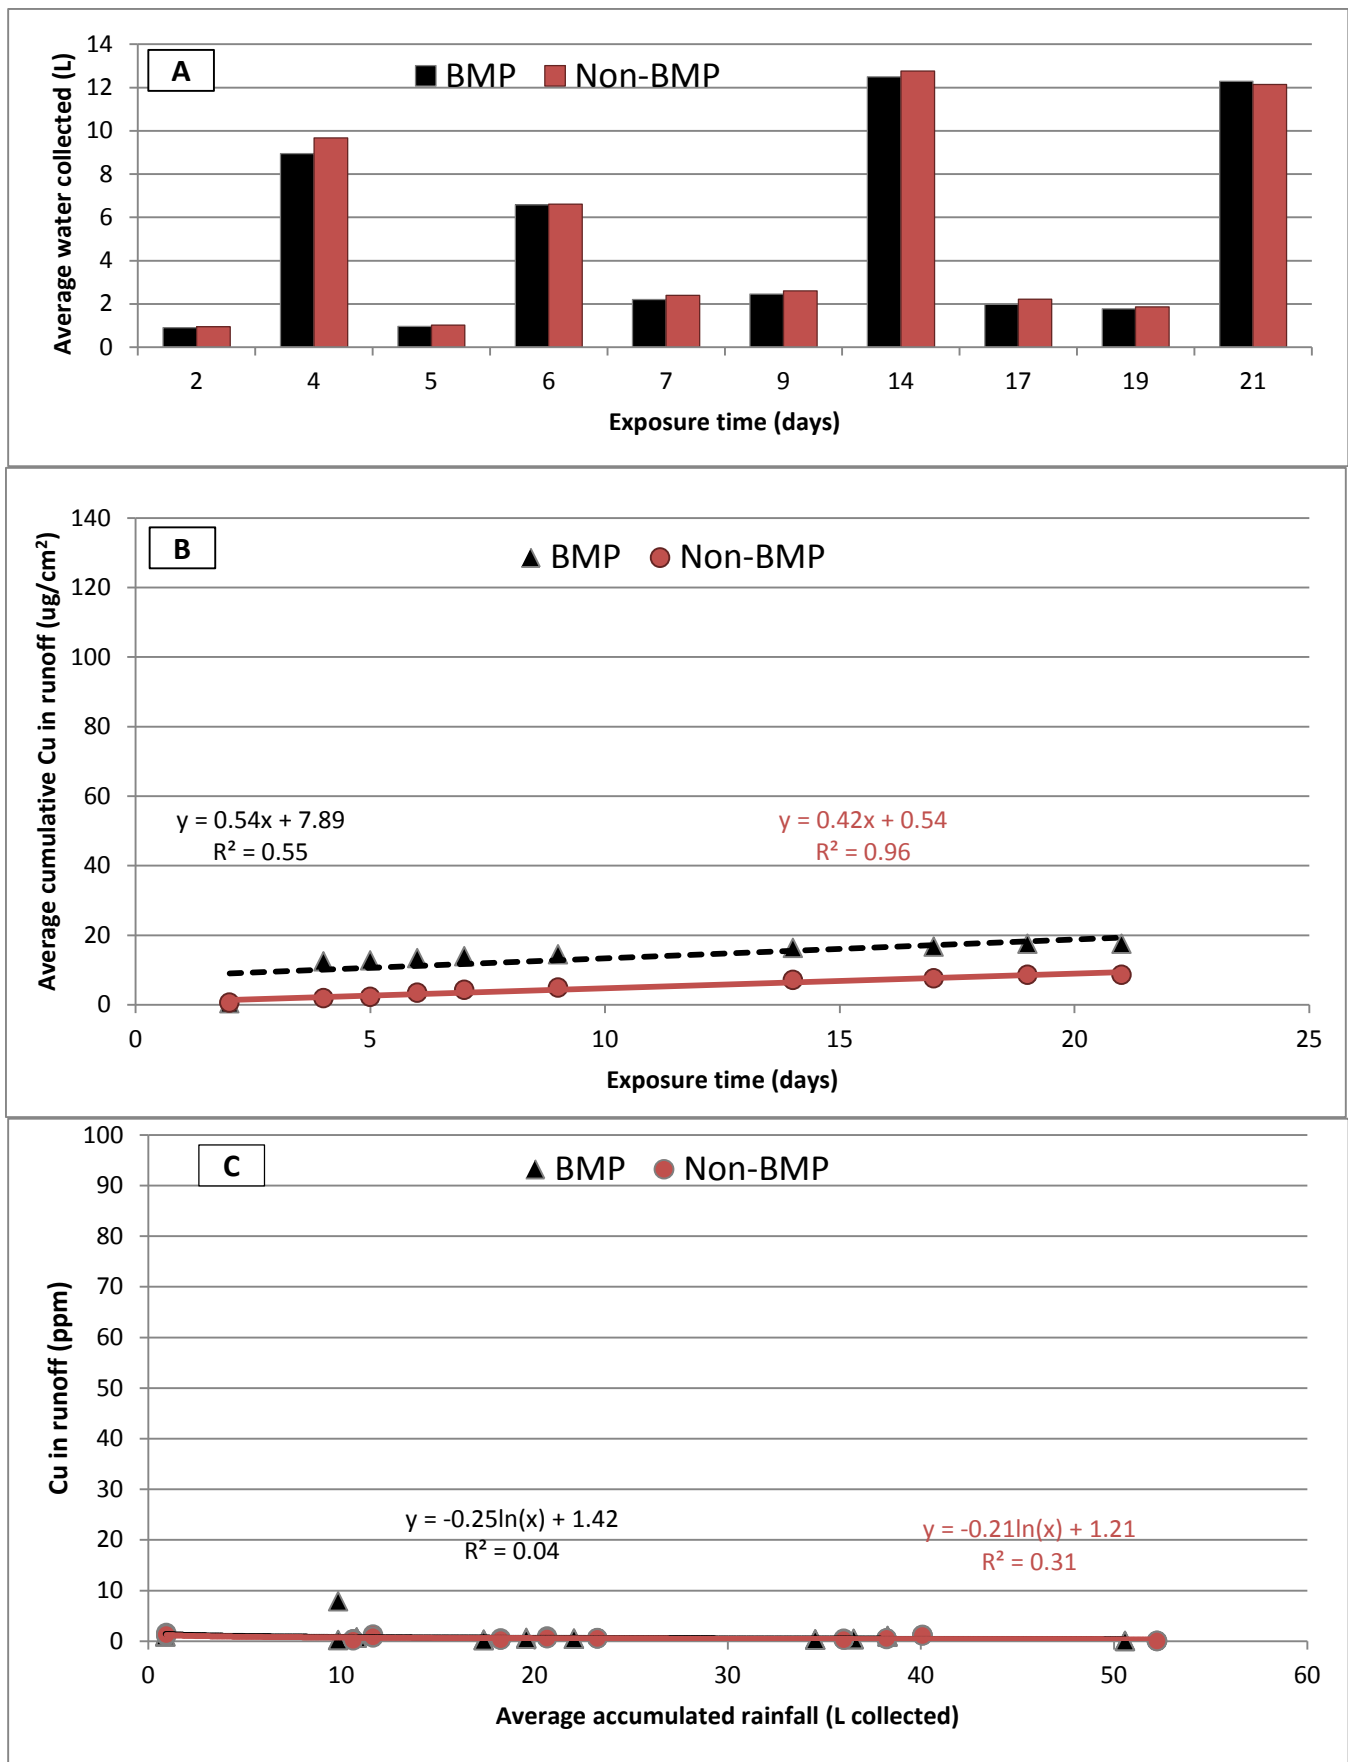 A
BMP Non-BMP
Average water collected (L)
14
12
10
8
6
4
2
0
2 4 5 6 7 9 14 17 19 21
Exposure time (days)
B
BMP Non-BMP
Average cumulative Cu in runoff (ug/cm²)
140
120
100
80
60
40
20
0
y = 0.54x + 7.89
R² = 0.55
y = 0.42x + 0.54
R² = 0.96
0 5 10 15 20 25
Exposure time (days)
C
BMP Non-BMP
Cu in runoff (ppm)
100
90
80
70
60
50
40
30
20
10
0
y = -0.25ln(x) + 1.42
R² = 0.04
y = -0.21ln(x) + 1.21
R² = 0.31
0 10 20 30 40 50 60
Average accumulated rainfall (L collected)